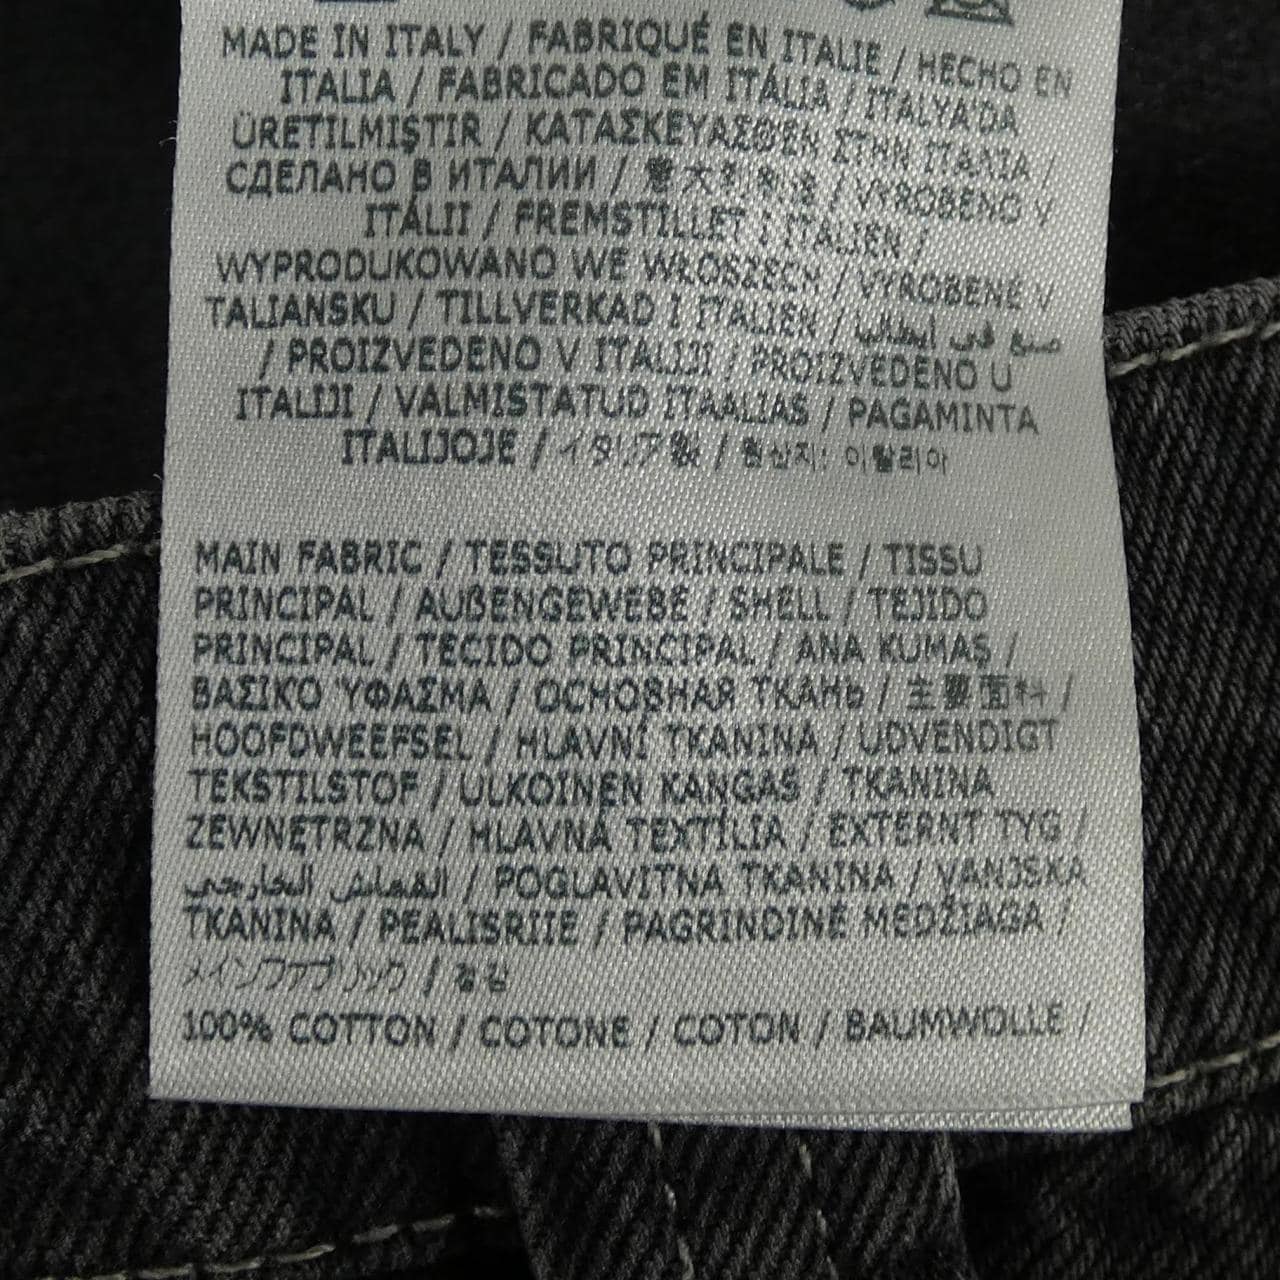 MADE IN ITALY / FABRIQUÉ EN ITALIE / HECHO EN
ITALIA / FABRICADO EM ITÁLIA / ITALYA'DA
ÜRETILMIŞTIR / ΚΑΤΑΣΚΕΥΑΣΘΕΝ ΣΤΗΝ ΙΤΑΛΙΑ /
СДЕЛАНО В ИТАЛИИ / 意大利制造 / VYROBENO V
ITÁLII / FREMSTILLET I ITALIEN /
WYPRODUKOWANO WE WŁOSZECH / VYROBENÉ V
TALIANSKU / TILLVERKAD I ITALIEN / صنع في إيطاليا
/ PROIZVEDENO V ITALIJI / PROIZVEDENO U
ITALIJI / VALMISTATUD ITAALIAS / PAGAMINTA
ITALIJOJE / イタリア製 / 원산지: 이탈리아
MAIN FABRIC / TESSUTO PRINCIPALE / TISSU
PRINCIPAL / AUßENGEWEBE / SHELL / TEJIDO
PRINCIPAL / TECIDO PRINCIPAL / ANA KUMAŞ /
ΒΑΣΙΚΟ ΎΦΑΣΜΑ / ОСНОВНАЯ ТКАНЬ / 主要面料 /
HOOFDWEEFSEL / HLAVNÍ TKANINA / UDVENDIGT
TEKSTILSTOF / ULKOINEN KANGAS / TKANINA
ZEWNĘTRZNA / HLAVNÁ TEXTÍLIA / EXTERNT TYG /
القماش الخارجي / POGLAVITNA TKANINA / VANJSKA
TKANINA / PEALISRIIE / PAGRINDINĖ MEDŽIAGA /
メインファブリック / 겉감
100% COTTON / COTONE / COTON / BAUMWOLLE /